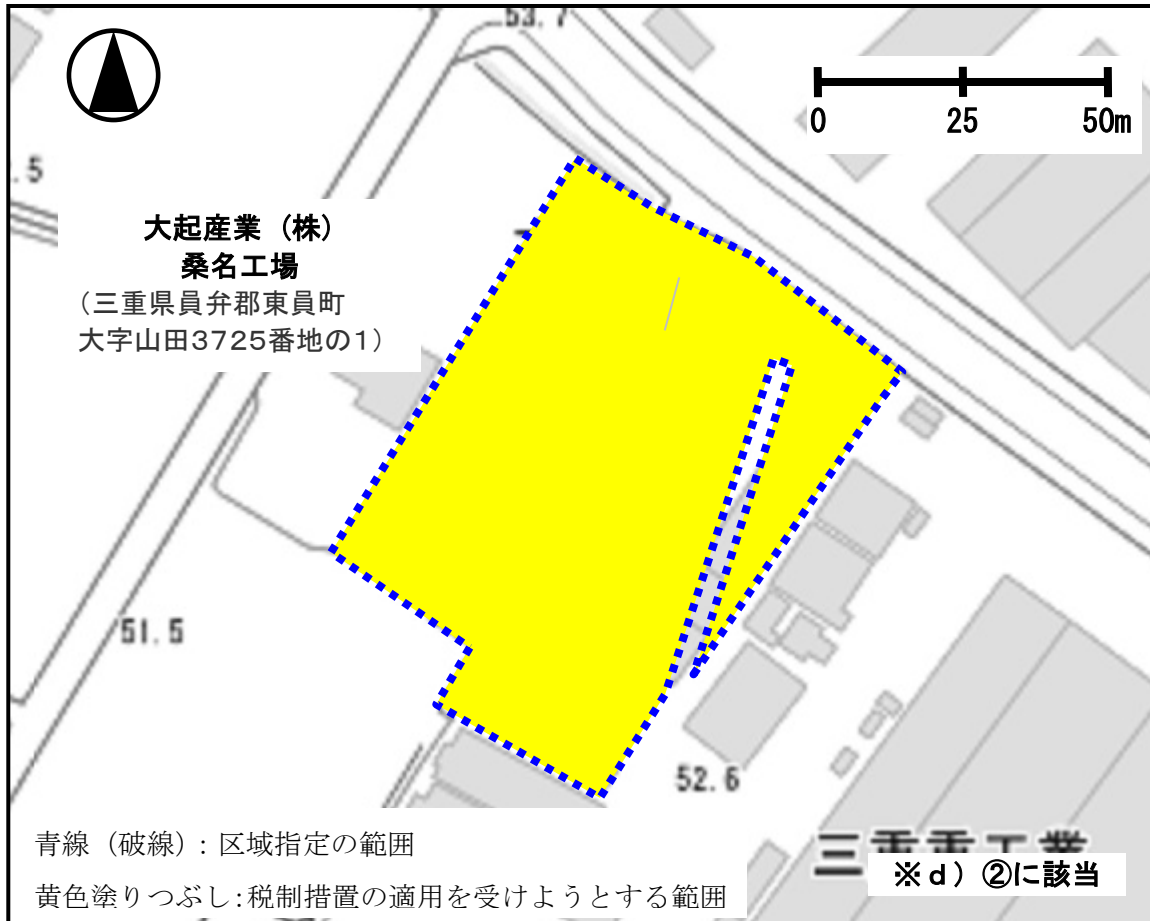 53.7
0 25 50m
.5
大起産業(株)
桑名工場
(三重県員弁郡東員町
大字山田3725番地の1)
51.5
52.6
青線(破線):区域指定の範囲
三重重工業
※d)②に該当
黄色塗りつぶし:税制措置の適用を受けようとする範囲